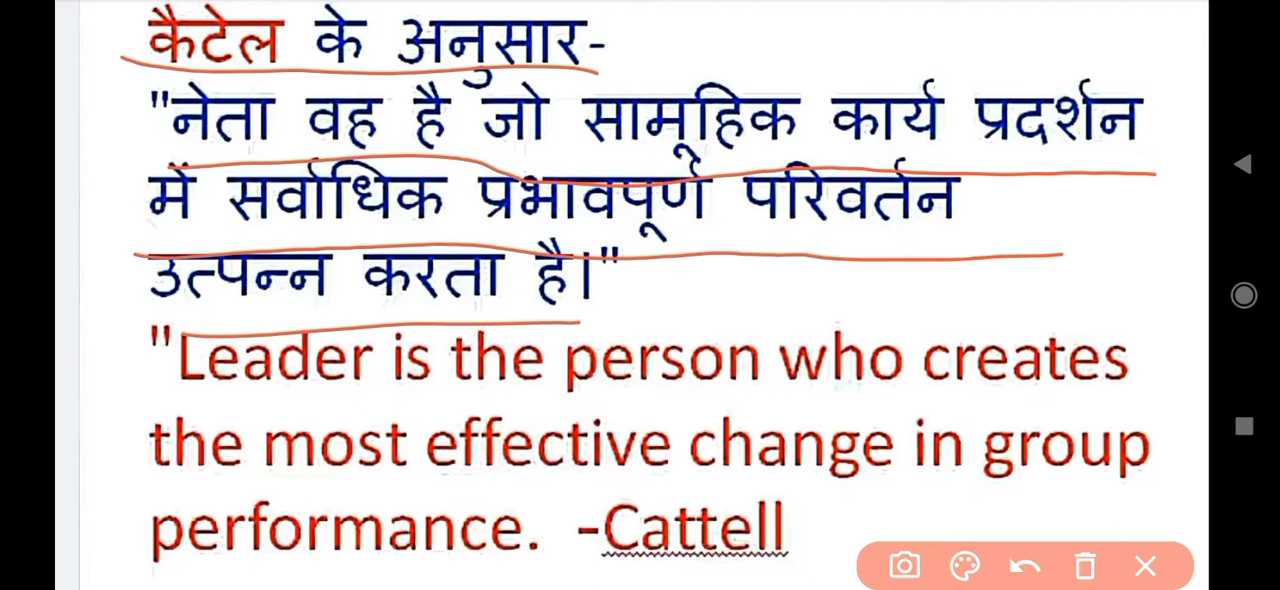 कैटेल के अनुसार-
"नेता वह है जो सामूहिक कार्य प्रदर्शन
में सर्वाधिक प्रभावपूर्ण परिवर्तन
उत्पन्न करता है।"
"Leader is the person who creates
the most effective change in group
performance. -Cattell